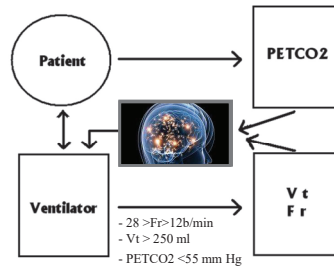 Patient
PETCO2
Ventilator
V t
F r
- 28 >Fr>12b/min
- Vt > 250 ml
- PETCO2 <55 mm Hg